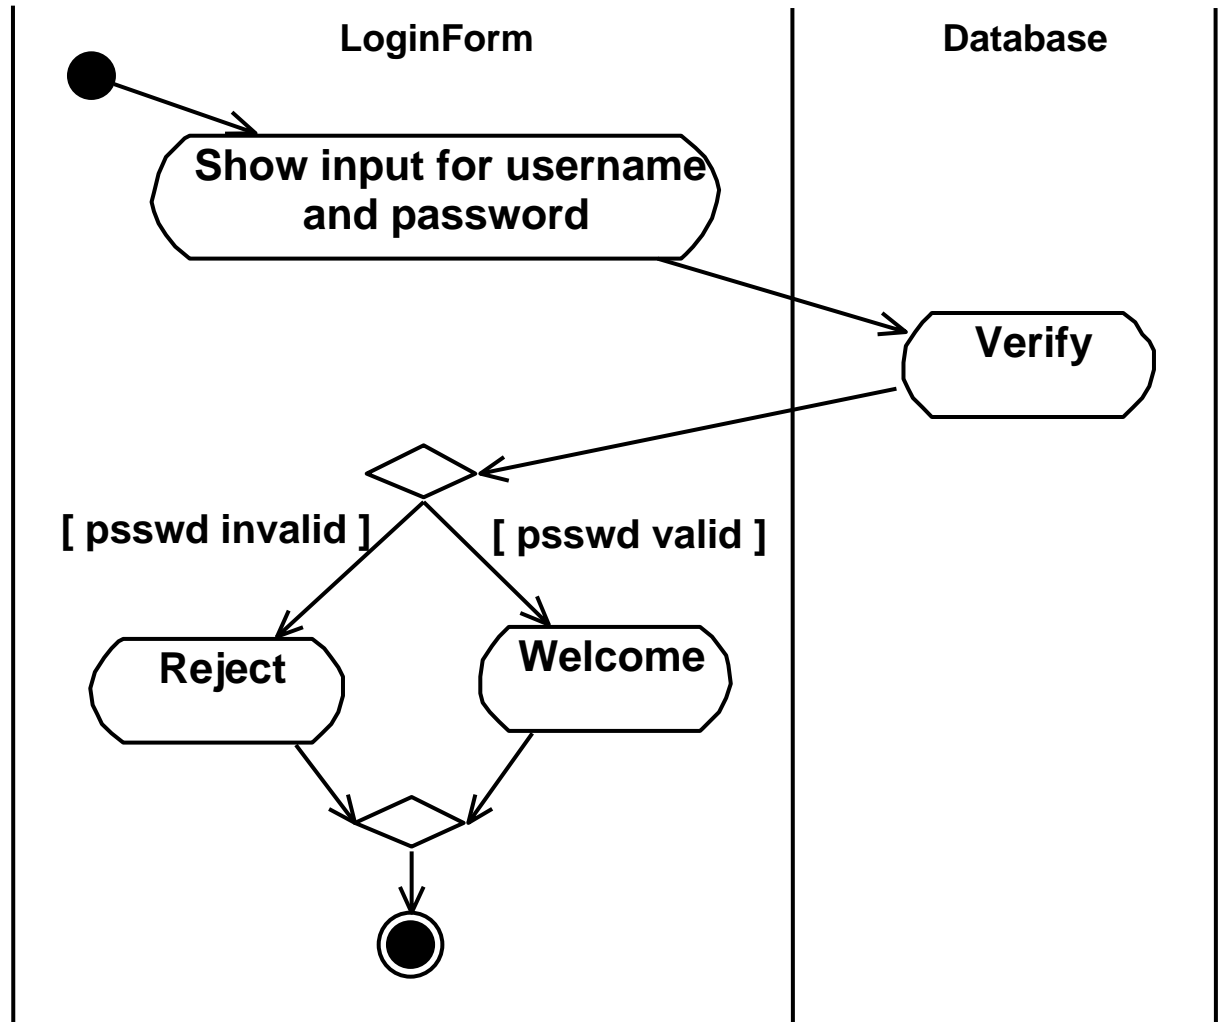 LoginForm
Database
Show input for username
and password
Verify
[ psswd invalid ]
[ psswd valid ]
Reject
Welcome